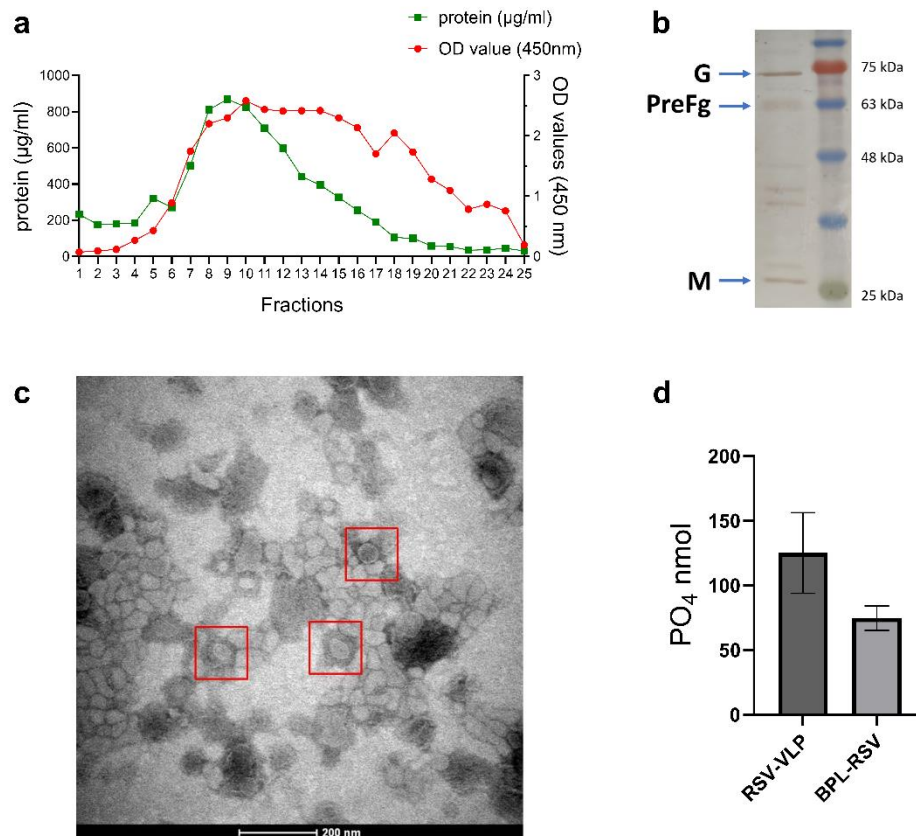 a
protein (µg/ml)
OD value (450nm)
1000
800
600
400
200
0
protein (µg/ml)
3
2
1
0
OD values (450 nm)
1 2 3 4 5 6 7 8 9 10 11 12 13 14 15 16 17 18 19 20 21 22 23 24 25
Fractions
b
G
PreFg
M
75 kDa
63 kDa
48 kDa
25 kDa
c
200 nm
d
200
150
100
50
0
PO4 nmol
RSV-VLP
BPL-RSV